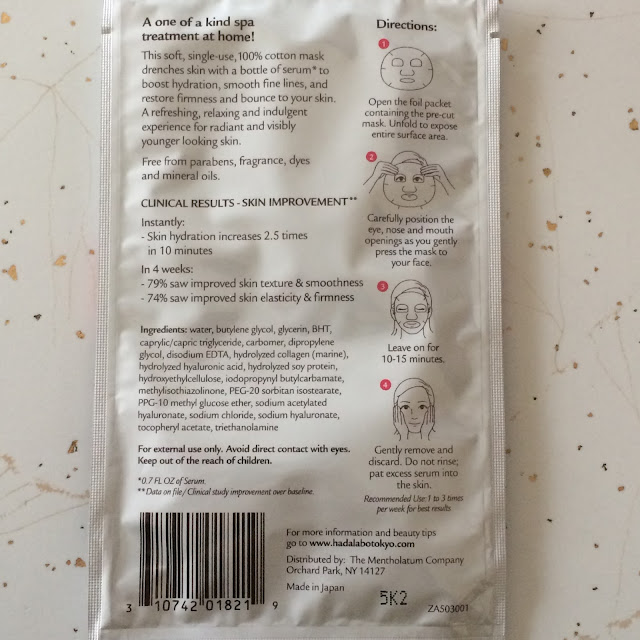 A one of a kind spa
treatment at home!
This soft, single-use, 100% cotton mask
drenches skin with a bottle of serum* to
boost hydration, smooth fine lines, and
restore firmness and bounce to your skin.
A refreshing, relaxing and indulgent
experience for radiant and visibly
younger looking skin.
Free from parabens, fragrance, dyes
and mineral oils.
CLINICAL RESULTS - SKIN IMPROVEMENT**
Instantly:
- Skin hydration increases 2.5 times
in 10 minutes
In 4 weeks:
- 79% saw improved skin texture & smoothness
- 74% saw improved skin elasticity & firmness
Ingredients: water, butylene glycol, glycerin, BHT,
caprylic/capric triglyceride, carbomer, dipropylene
glycol, disodium EDTA, hydrolyzed collagen (marine),
hydrolyzed hyaluronic acid, hydrolyzed soy protein,
hydroxyethylcellulose, iodopropynyl butylcarbamate,
methylisothiazolinone, PEG-20 sorbitan isostearate,
PPG-10 methyl glucose ether, sodium acetylated
hyaluronate, sodium chloride, sodium hyaluronate,
tocopheryl acetate, triethanolamine
For external use only. Avoid direct contact with eyes.
Keep out of the reach of children.
*0.7 FL OZ of Serum.
**Data on file/ Clinical study improvement over baseline.
Directions:
1
Open the foil packet
containing the pre-cut
mask. Unfold to expose
entire surface area.
2
Carefully position the
eye, nose and mouth
openings as you gently
press the mask to
your face.
3
Leave on for
10-15 minutes.
4
Gently remove and
discard. Do not rinse;
pat excess serum into
the skin.
Recommended Use: 1 to 3 times
per week for best results
3 10742 01821 9
For more information and beauty tips
go to www.hadalabotokyo.com
Distributed by: The Mentholatum Company
Orchard Park, NY 14127
Made in Japan
5K2
ZA503001